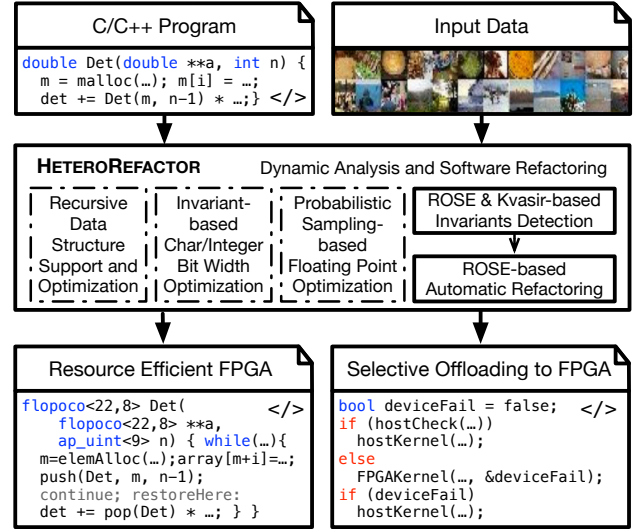 C/C++ Program
double Det(double **a, int n) {
m = malloc(…); m[i] = …;
det += Det(m, n-1) * …;} </>
Input Data
HETEROREFACTOR Dynamic Analysis and Software Refactoring
Recursive
Data
Structure
Support and
Optimization
Invariant-
based
Char/Integer
Bit Width
Optimization
Probabilistic
Sampling-
based
Floating Point
Optimization
ROSE & Kvasir-based
Invariants Detection
ROSE-based
Automatic Refactoring
Resource Efficient FPGA
flopoco<22,8> Det( </>
flopoco<22,8> **a,
ap_uint<9> n) { while(…){
m=elemAlloc(…);array[m+i]=…;
push(Det, m, n-1);
continue; restoreHere:
det += pop(Det) * …; } }
Selective Offloading to FPGA
bool deviceFail = false; </>
if (hostCheck(…))
hostKernel(…);
else
FPGAKernel(…, &deviceFail);
if (deviceFail)
hostKernel(…);